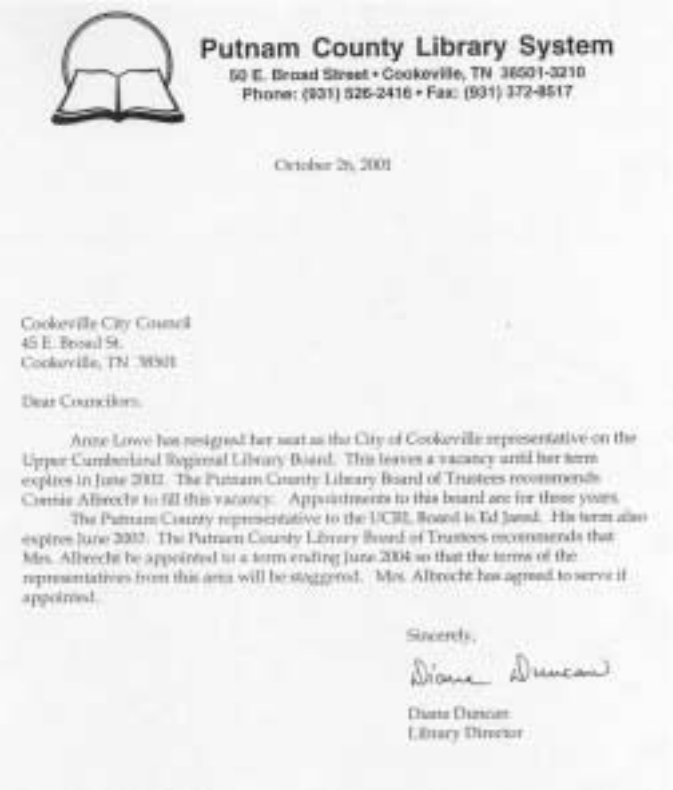 Putnam County Library System
50 E. Broad Street • Cookeville, TN 38501-3210
Phone: (931) 526-2416 • Fax: (931) 372-8517
October 26, 2001
Cookeville City Council
45 E. Broad St.
Cookeville, TN 38501
Dear Councilors,
Anne Lowe has resigned her seat as the City of Cookeville representative on the
Upper Cumberland Regional Library Board. This leaves a vacancy until her term
expires in June 2002. The Putnam County Library Board of Trustees recommends
Connie Albrecht to fill this vacancy. Appointments to this board are for three years.
The Putnam County representative to the UCRL Board is Ed Jared. His term also
expires June 2002. The Putnam County Library Board of Trustees recommends that
Mrs. Albrecht be appointed to a term ending June 2004 so that the terms of the
representatives from this area will be staggered. Mrs. Albrecht has agreed to serve if
appointed.
Sincerely,
Diane Duncan
Diane Duncan
Library Director